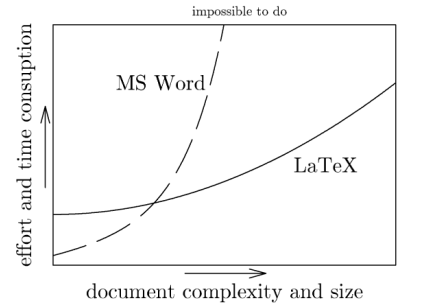 impossible to do
MS Word
LaTeX
effort and time consuption
document complexity and size